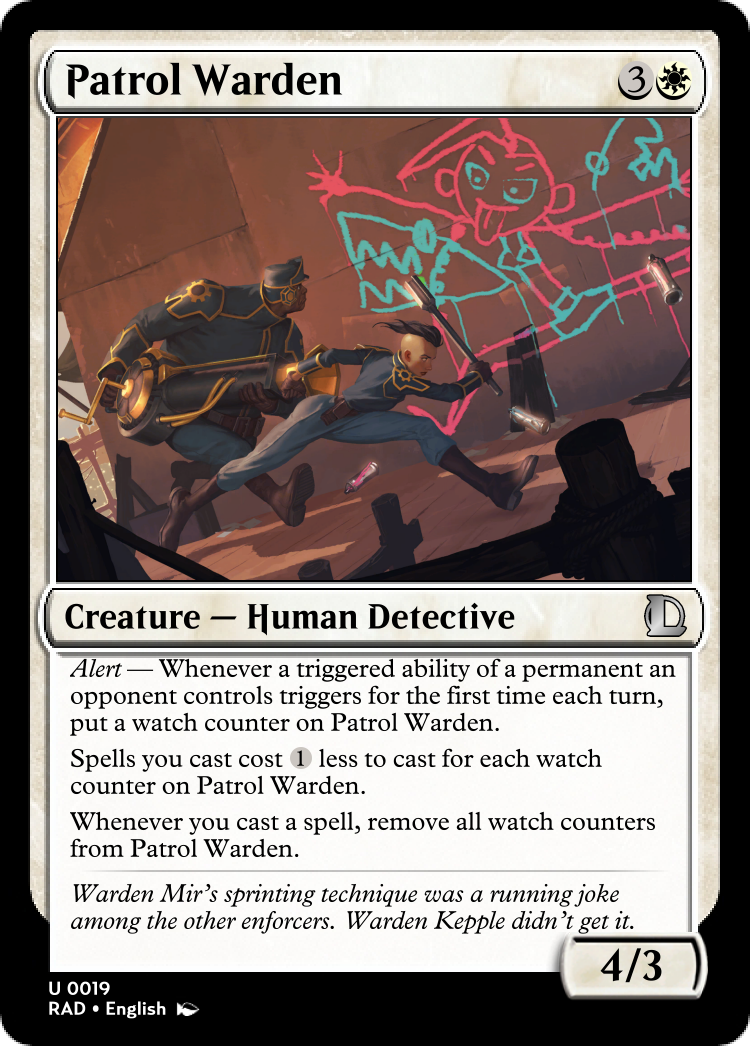 Patrol Warden 3
Creature — Human Detective
Alert — Whenever a triggered ability of a permanent an
opponent controls triggers for the first time each turn,
put a watch counter on Patrol Warden.
Spells you cast cost 1 less to cast for each watch
counter on Patrol Warden.
Whenever you cast a spell, remove all watch counters
from Patrol Warden.
Warden Mir's sprinting technique was a running joke
among the other enforcers. Warden Kepple didn't get it.
4/3
U 0019
RAD • English